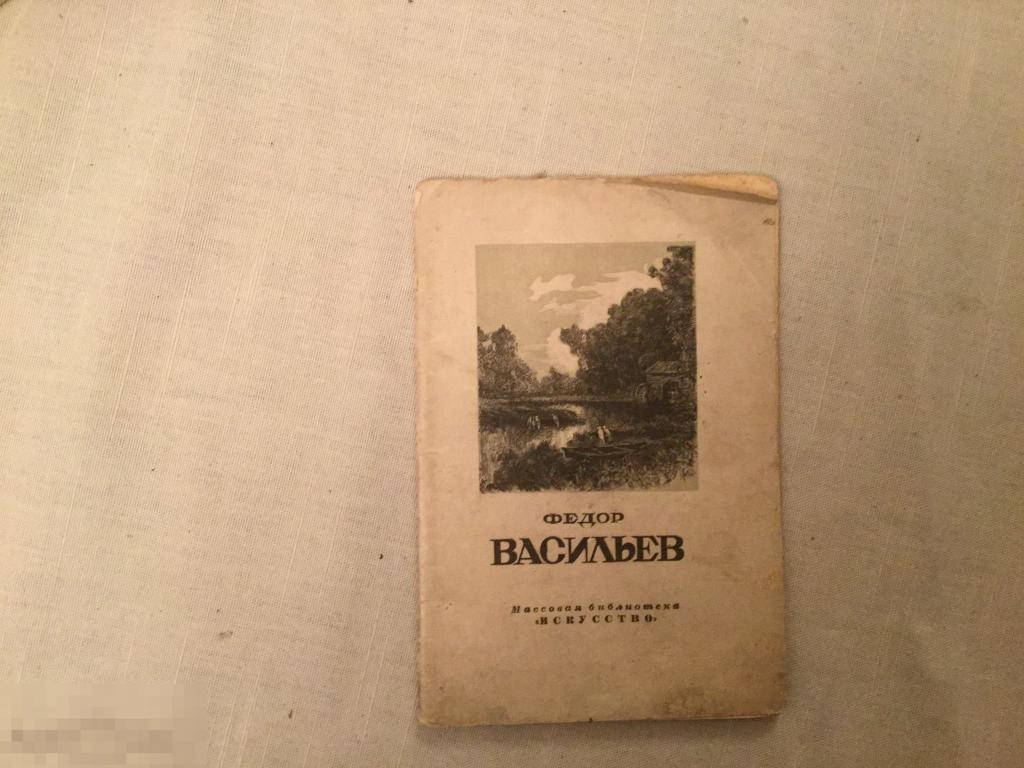 ФЕДОР
ВАСИЛЬЕВ
Массовая библиотека
«ИСКУССТВО»